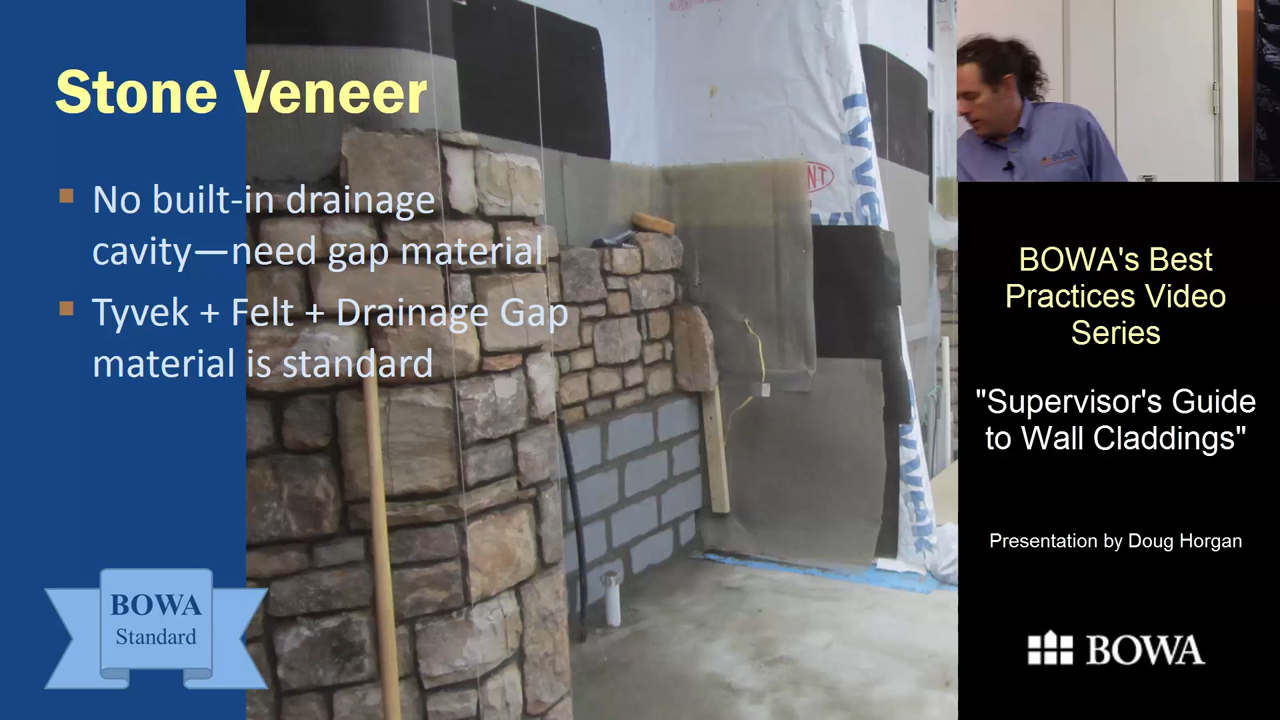 Stone Veneer
No built-in drainage
cavity—need gap material
Tyvek + Felt + Drainage Gap
material is standard
BOWA
Standard
BOWA's Best
Practices Video
Series
"Supervisor's Guide
to Wall Claddings"
Presentation by Doug Horgan
BOWA